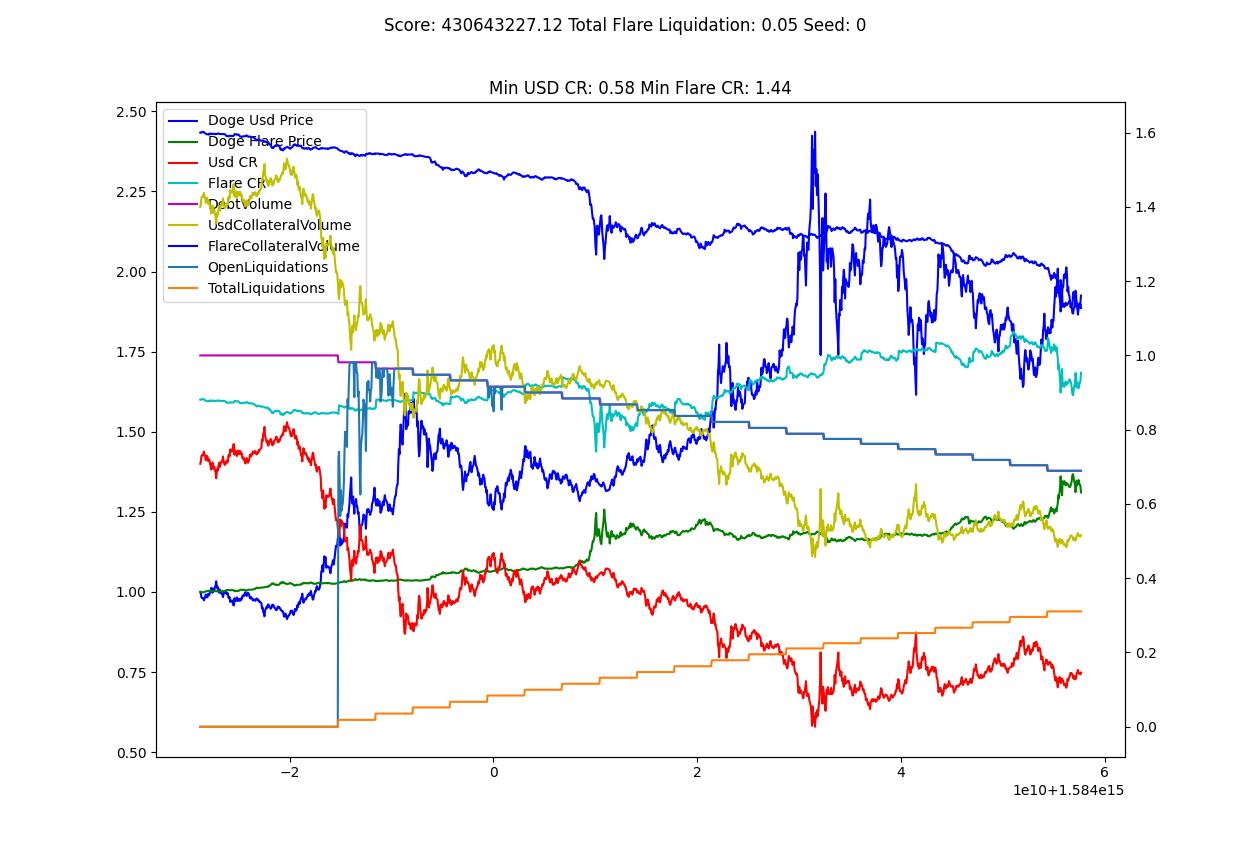 Score: 430643227.12 Total Flare Liquidation: 0.05 Seed: 0
Min USD CR: 0.58 Min Flare CR: 1.44
Doge Usd Price
Doge Flare Price
Usd CR
Flare CR
DebtVolume
UsdCollateralVolume
FlareCollateralVolume
OpenLiquidations
TotalLiquidations
2.50
2.25
2.00
1.75
1.50
1.25
1.00
0.75
0.50
1.6
1.4
1.2
1.0
0.8
0.6
0.4
0.2
0.0
−2 0 2 4 6
1e10+1.584e15